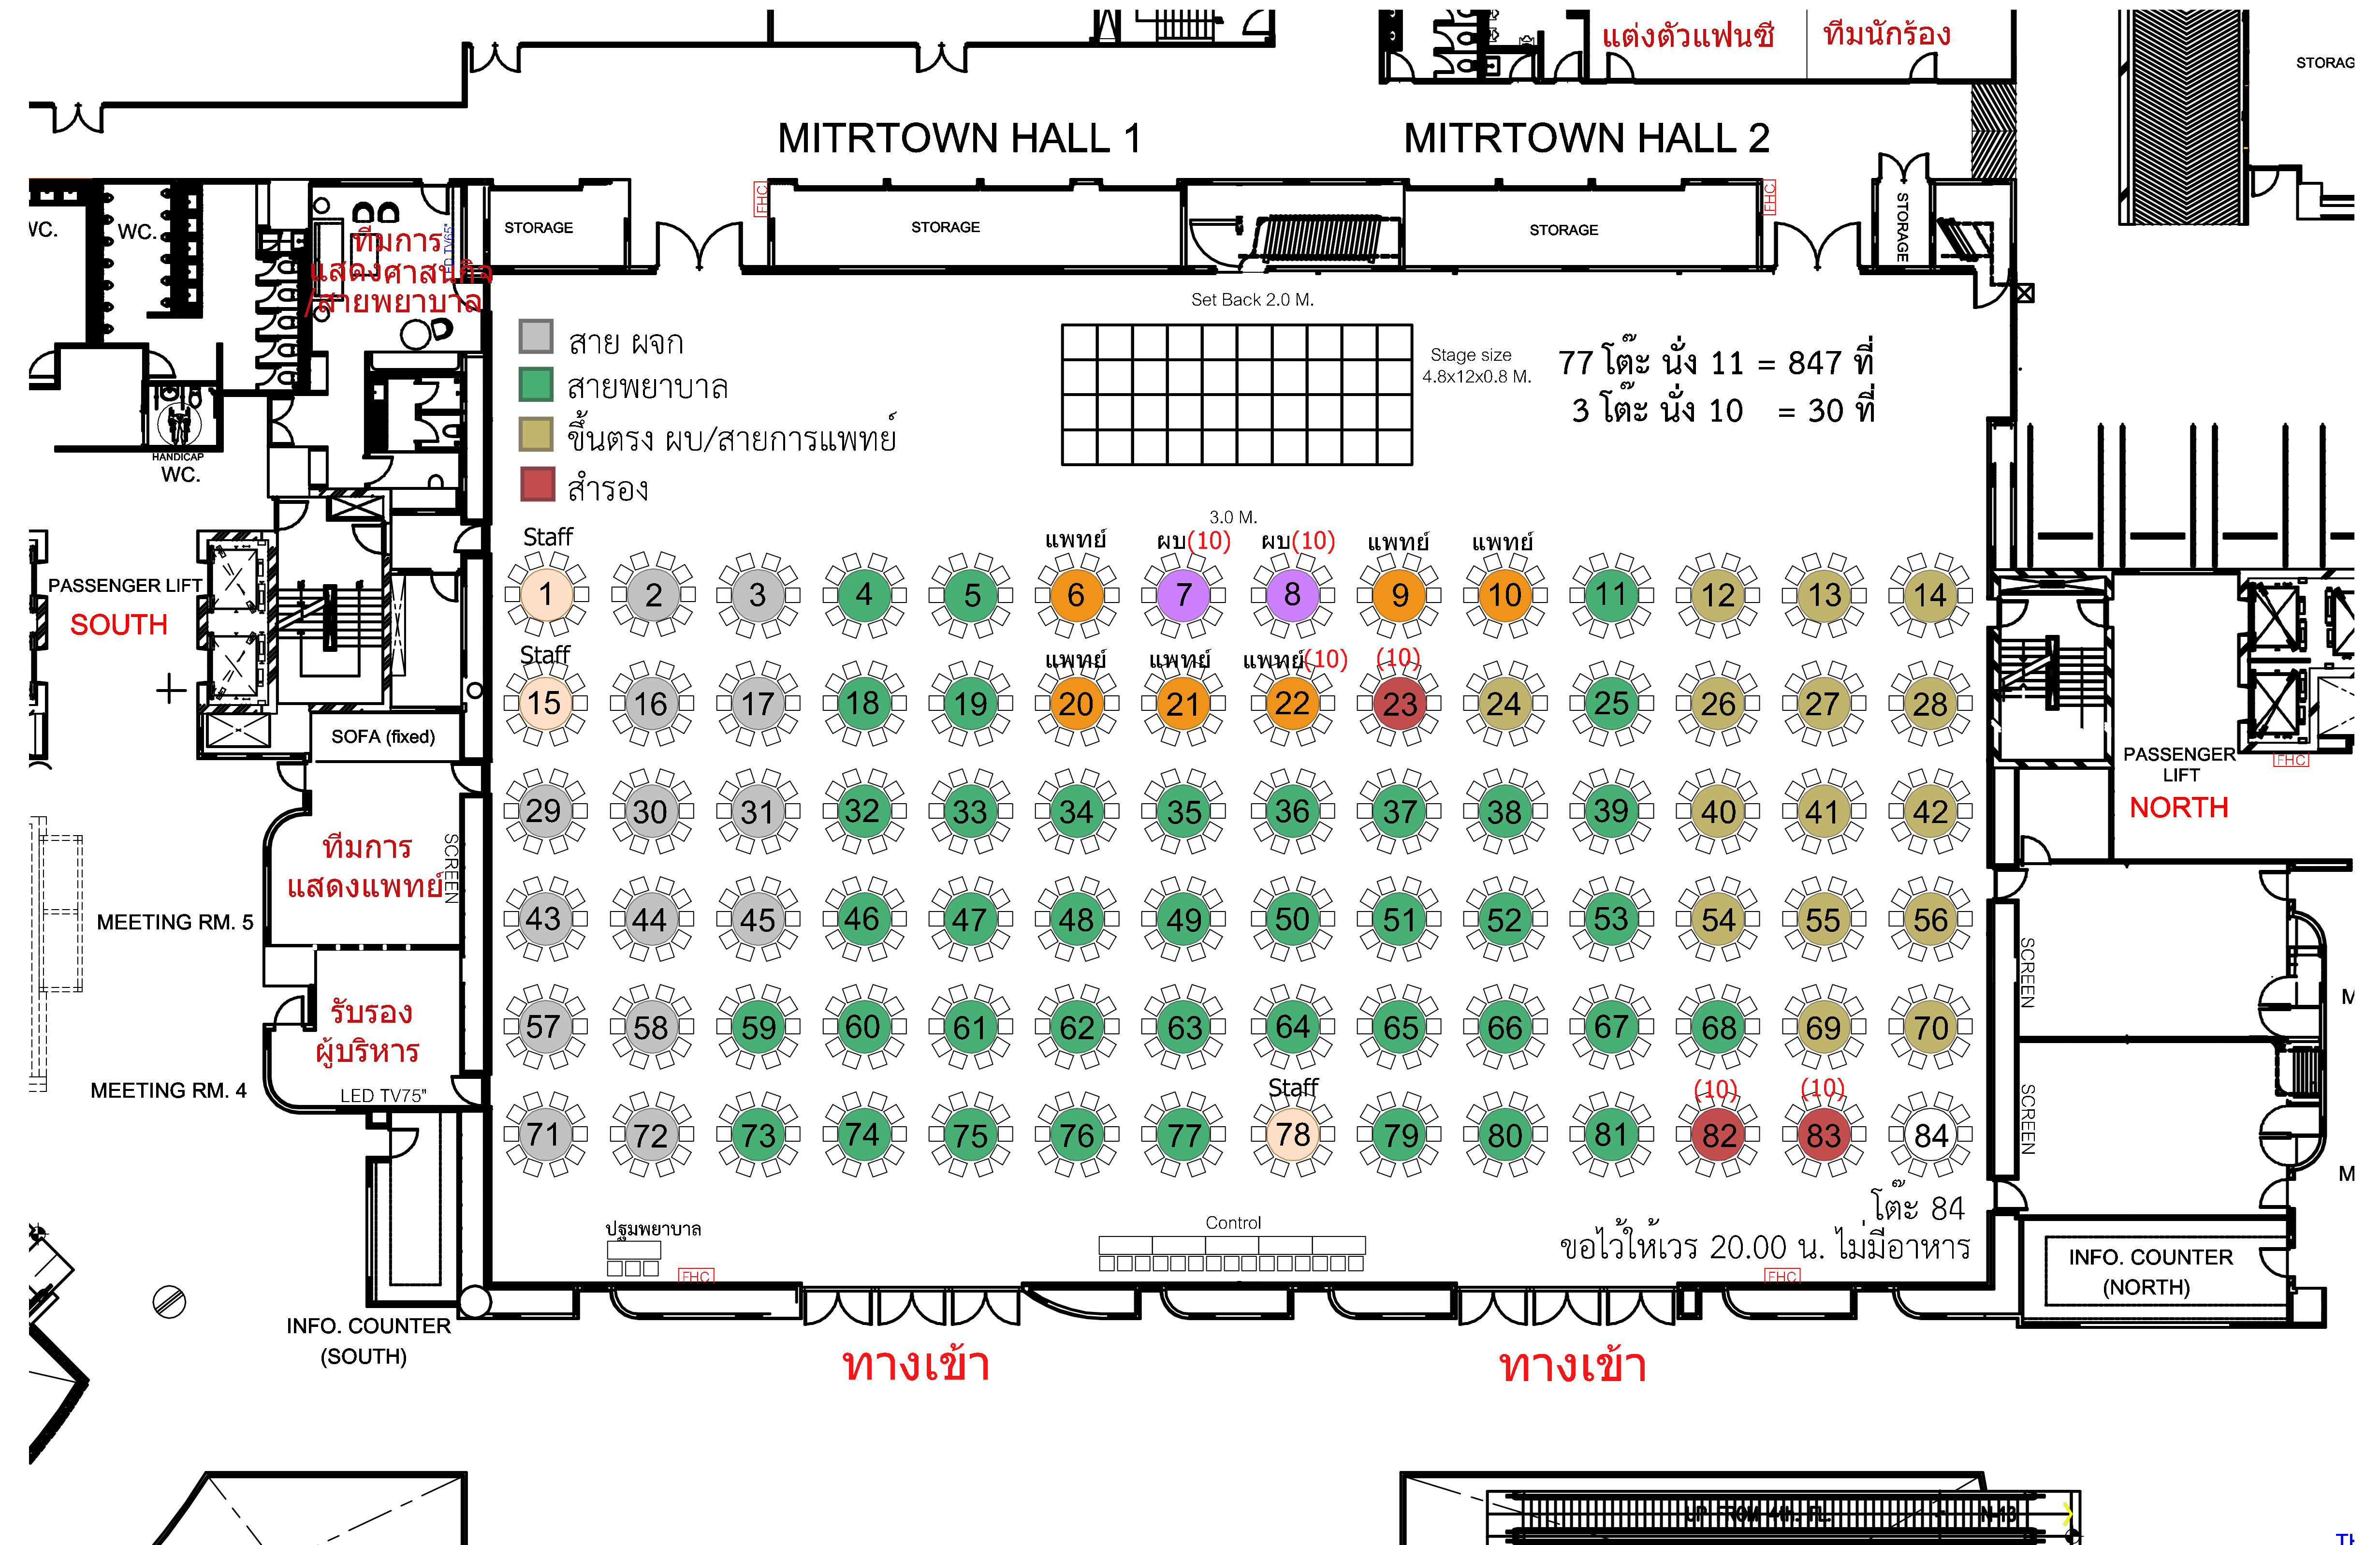 แต่งตัวแฟนซี
ทีมนักร้อง
MITRTOWN HALL 1
MITRTOWN HALL 2
WC.
STORAGE
FHC
STORAGE
STORAGE
FHC
STORAGE
LED TV65"
ทีมการ
แสดงศาสนกิจ
/สายพยาบาล
Set Back 2.0 M.
สาย ผจก
สายพยาบาล
ขึ้นตรง ผบ/สายการแพทย์
สำรอง
Stage size
4.8x12x0.8 M.
77 โต๊ะ นั่ง 11 = 847 ที่
3 โต๊ะ นั่ง 10 = 30 ที่
HANDICAP
WC.
3.0 M.
Staff
แพทย์
ผบ(10)
ผบ(10)
แพทย์
แพทย์
1 2 3 4 5 6 7 8 9 10 11 12 13 14
PASSENGER LIFT
SOUTH
Staff
แพทย์
แพทย์
แพทย์(10)
(10)
15 16 17 18 19 20 21 22 23 24 25 26 27 28
SOFA (fixed)
PASSENGER
LIFT
NORTH
FHC
29 30 31 32 33 34 35 36 37 38 39 40 41 42
ทีมการ
แสดงแพทย์
SCREEN
MEETING RM. 5
43 44 45 46 47 48 49 50 51 52 53 54 55 56
SCREEN
รับรอง
ผู้บริหาร
57 58 59 60 61 62 63 64 65 66 67 68 69 70
MEETING RM. 4
LED TV75"
Staff
(10)
(10)
71 72 73 74 75 76 77 78 79 80 81 82 83 84
SCREEN
โต๊ะ 84
ขอไว้ให้เวร 20.00 น. ไม่มีอาหาร
ปฐมพยาบาล
Control
FHC
FHC
INFO. COUNTER
(NORTH)
INFO. COUNTER
(SOUTH)
ทางเข้า
ทางเข้า
UP FROM 4th. FL.
N-13